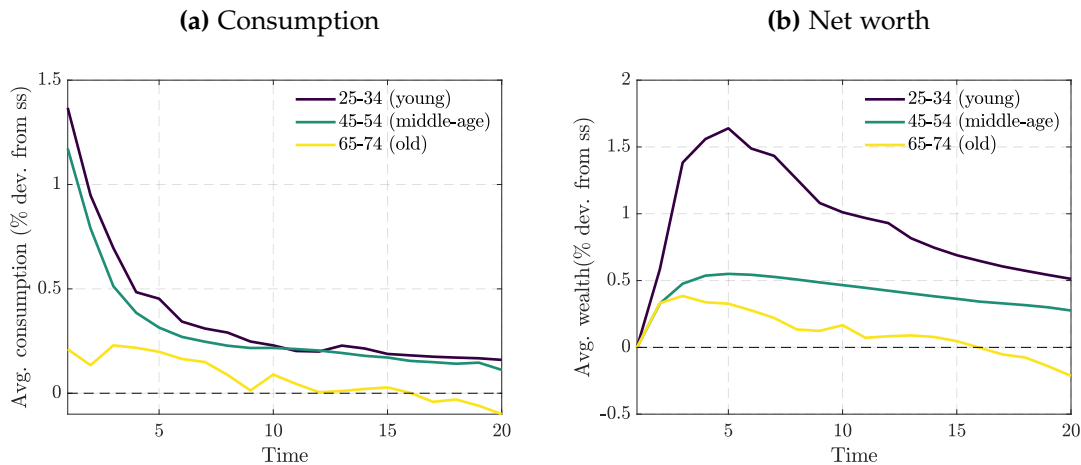 (a) Consumption
Avg. consumption (% dev. from ss)
1.5
1
0.5
0
25-34 (young)
45-54 (middle-age)
65-74 (old)
5
10
15
20
Time
(b) Net worth
Avg. wealth(% dev. from ss)
2
1.5
1
0.5
0
-0.5
25-34 (young)
45-54 (middle-age)
65-74 (old)
5
10
15
20
Time